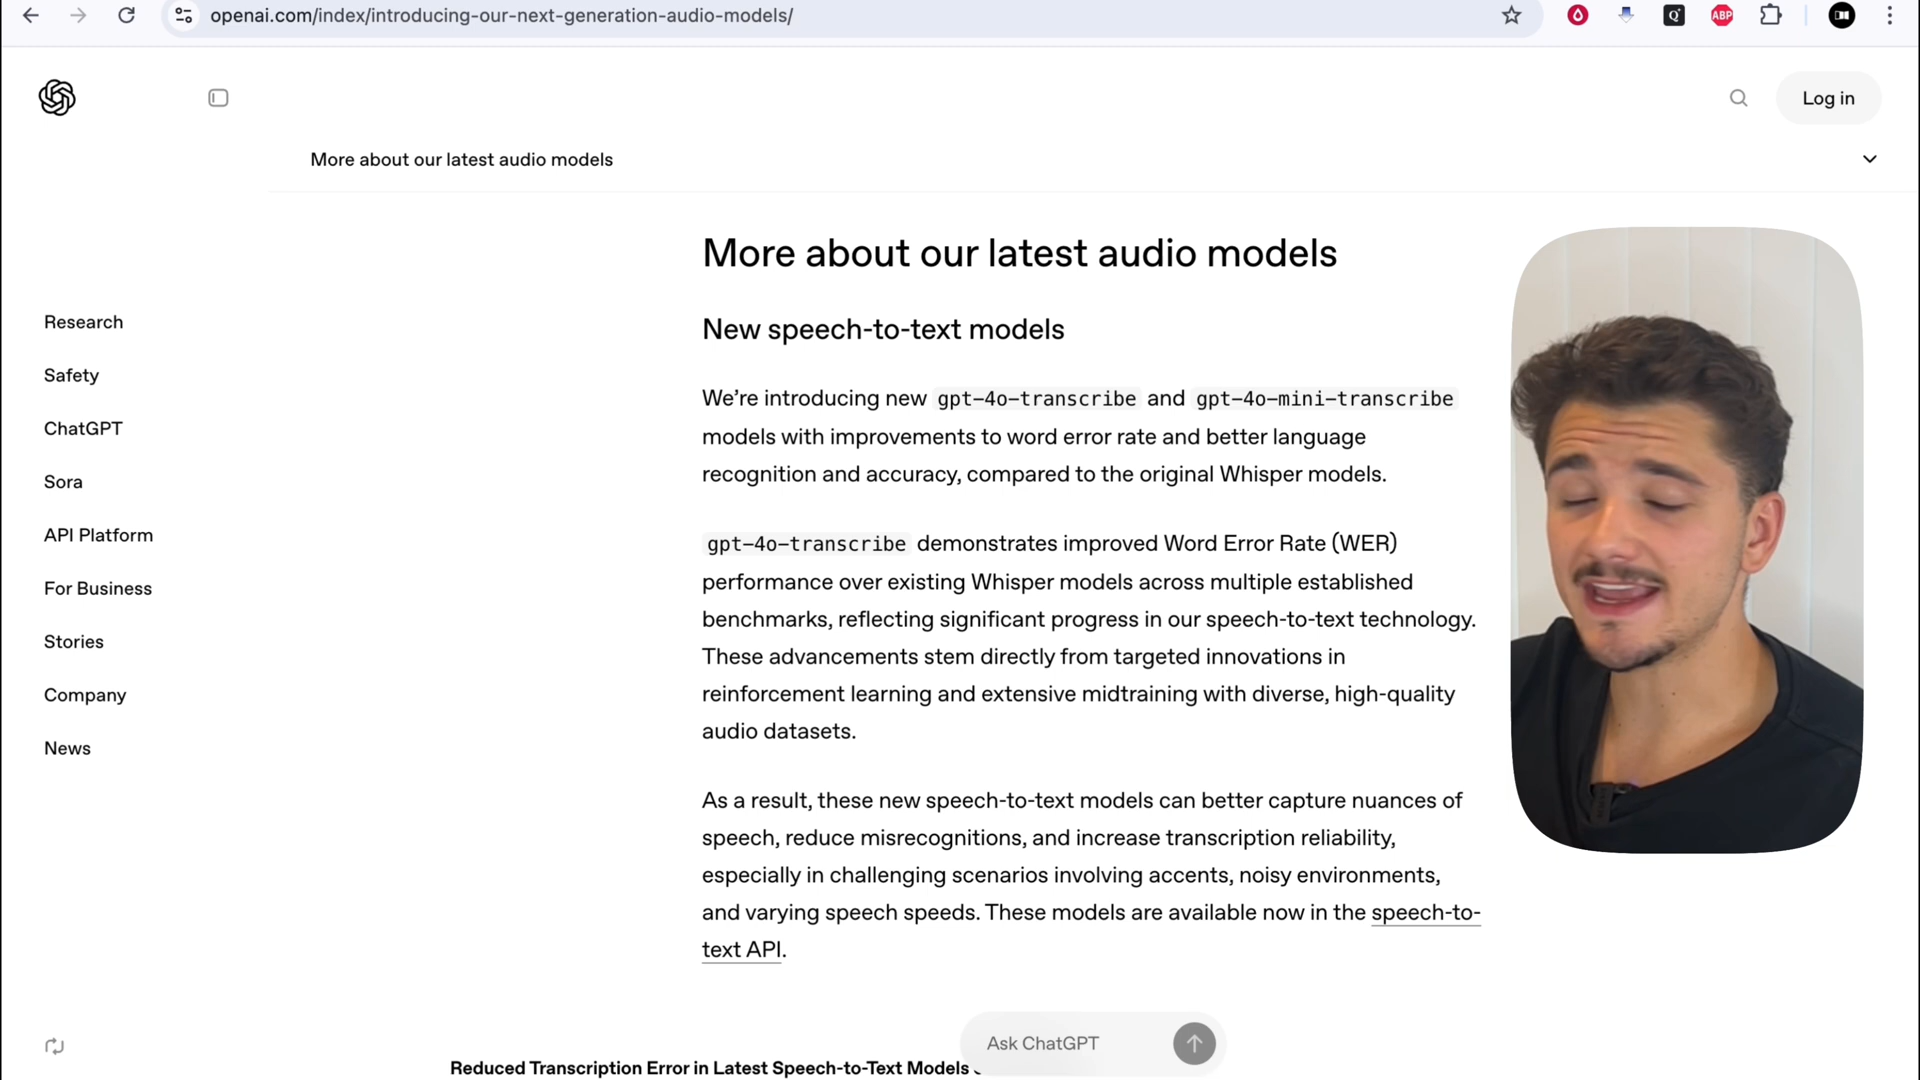 openai.com/index/introducing-our-next-generation-audio-models/
Q
ABP
Log in
More about our latest audio models
More about our latest audio models
New speech-to-text models
Research
Safety
ChatGPT
Sora
API Platform
For Business
Stories
Company
News
We’re introducing new gpt-4o-transcribe and gpt-4o-mini-transcribe
models with improvements to word error rate and better language
recognition and accuracy, compared to the original Whisper models.
gpt-4o-transcribe demonstrates improved Word Error Rate (WER)
performance over existing Whisper models across multiple established
benchmarks, reflecting significant progress in our speech-to-text technology.
These advancements stem directly from targeted innovations in
reinforcement learning and extensive midtraining with diverse, high-quality
audio datasets.
As a result, these new speech-to-text models can better capture nuances of
speech, reduce misrecognitions, and increase transcription reliability,
especially in challenging scenarios involving accents, noisy environments,
and varying speech speeds. These models are available now in the speech-to-
text API.
Ask ChatGPT
Reduced Transcription Error in Latest Speech-to-Text Models